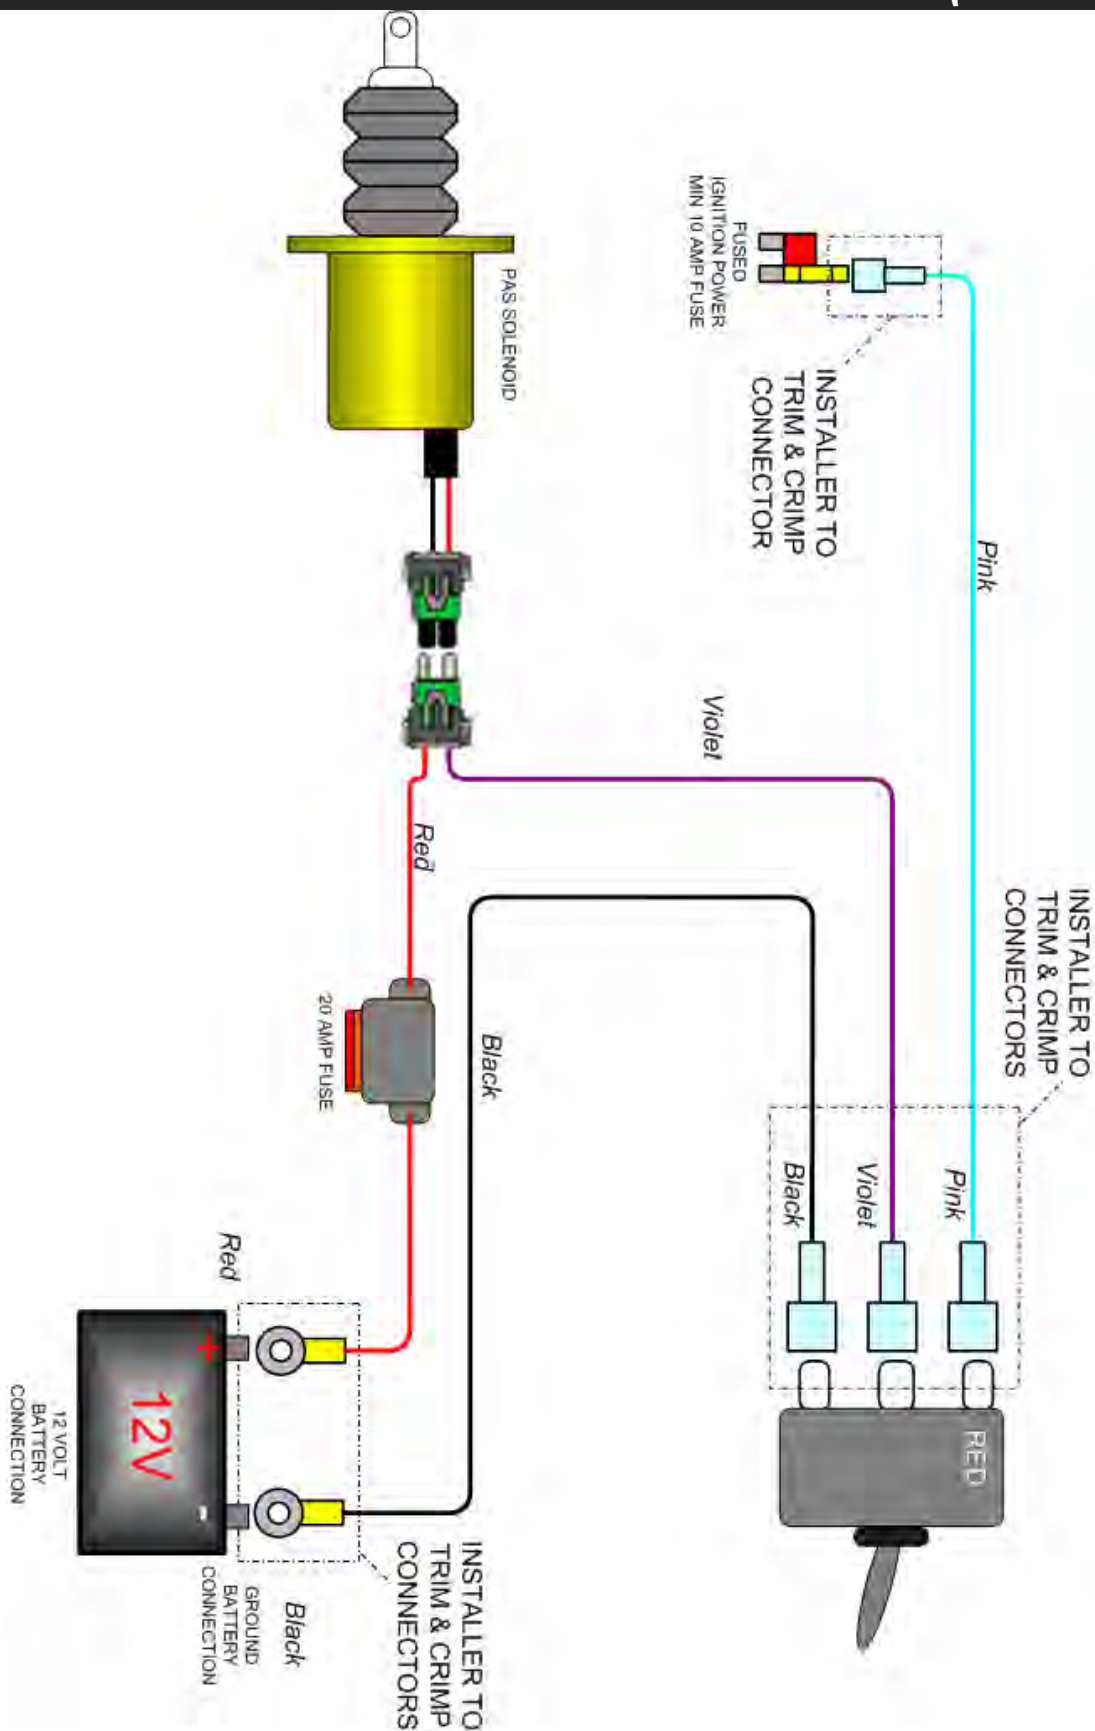 INSTALLER TO
TRIM & CRIMP
CONNECTORS
Pink
Violet
Black
RED
Pink
INSTALLER TO
TRIM & CRIMP
CONNECTOR
FUSED
IGNITION POWER
MIN 10 AMP FUSE
Violet
PAS SOLENOID
Red
Black
20 AMP FUSE
INSTALLER TO
TRIM & CRIMP
CONNECTORS
Red
Black
+
12V
-
GROUND
BATTERY
CONNECTION
12 VOLT
BATTERY
CONNECTION